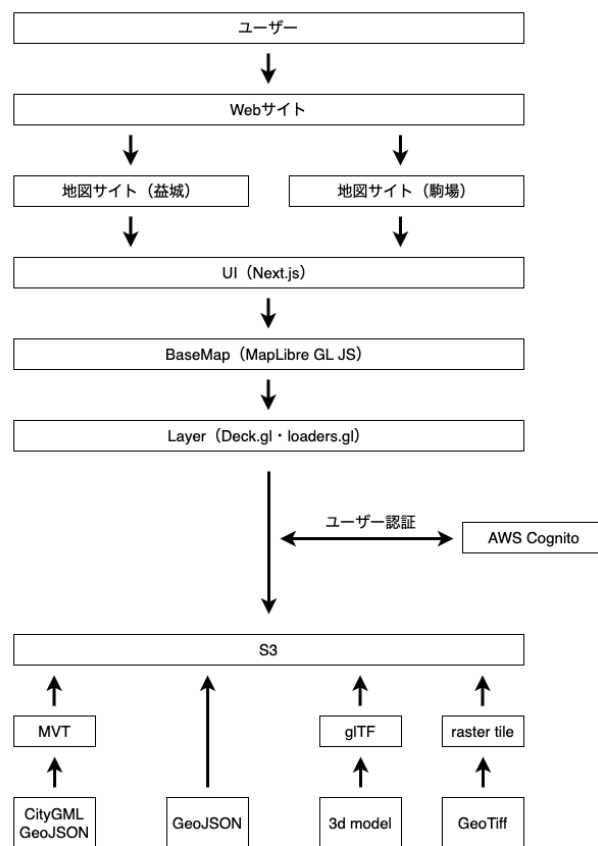 ユーザー
Webサイト
地図サイト（益城）
地図サイト（駒場）
UI（Next.js）
BaseMap（MapLibre GL JS）
Layer（Deck.gl・loaders.gl）
ユーザー認証
AWS Cognito
S3
MVT
glTF
raster tile
CityGML
GeoJSON
GeoJSON
3d model
GeoTiff